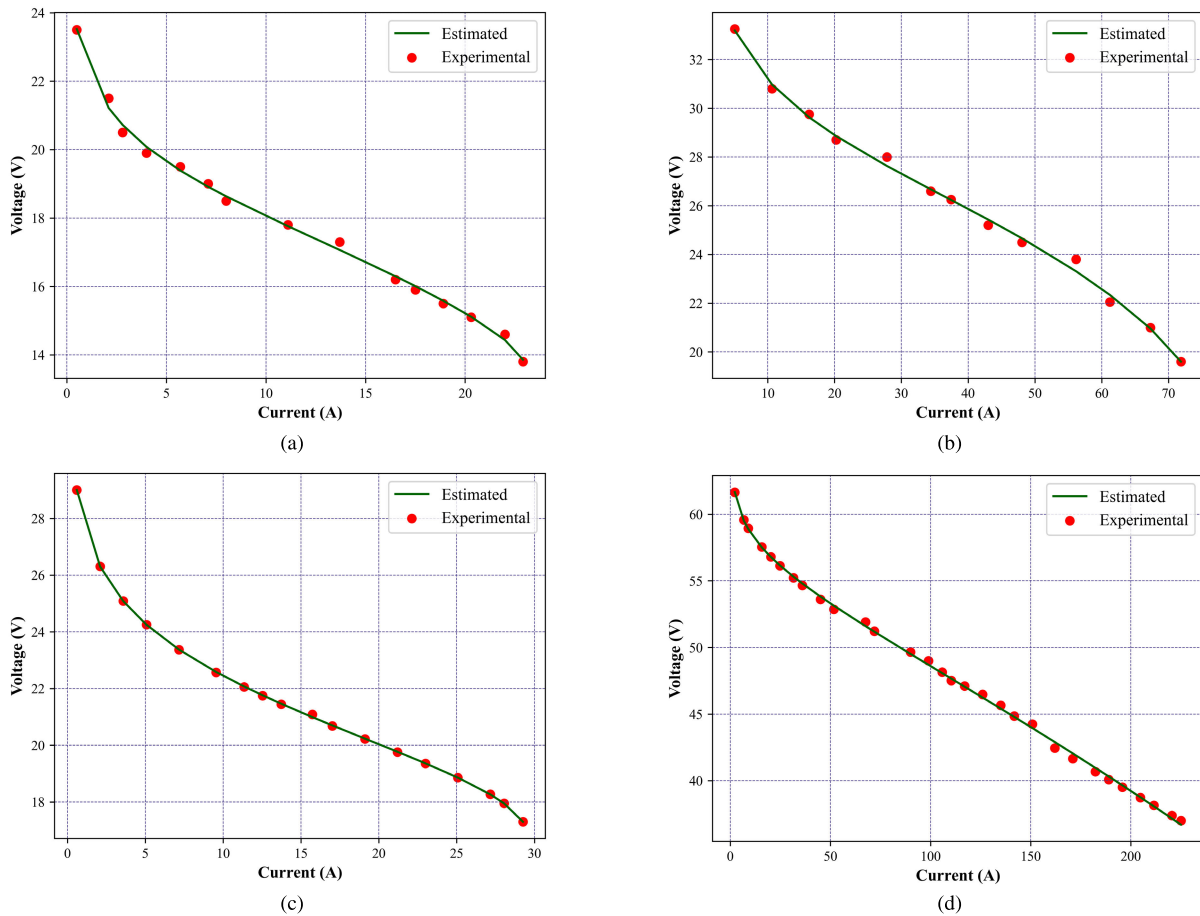 24
22
20
18
16
14
Voltage (V)
0 5 10 15 20
Current (A)
Estimated
Experimental
(a)
32
30
28
26
24
22
20
Voltage (V)
10 20 30 40 50 60 70
Current (A)
Estimated
Experimental
(b)
28
26
24
22
20
18
Voltage (V)
0 5 10 15 20 25 30
Current (A)
Estimated
Experimental
(c)
60
55
50
45
40
Voltage (V)
0 50 100 150 200
Current (A)
Estimated
Experimental
(d)